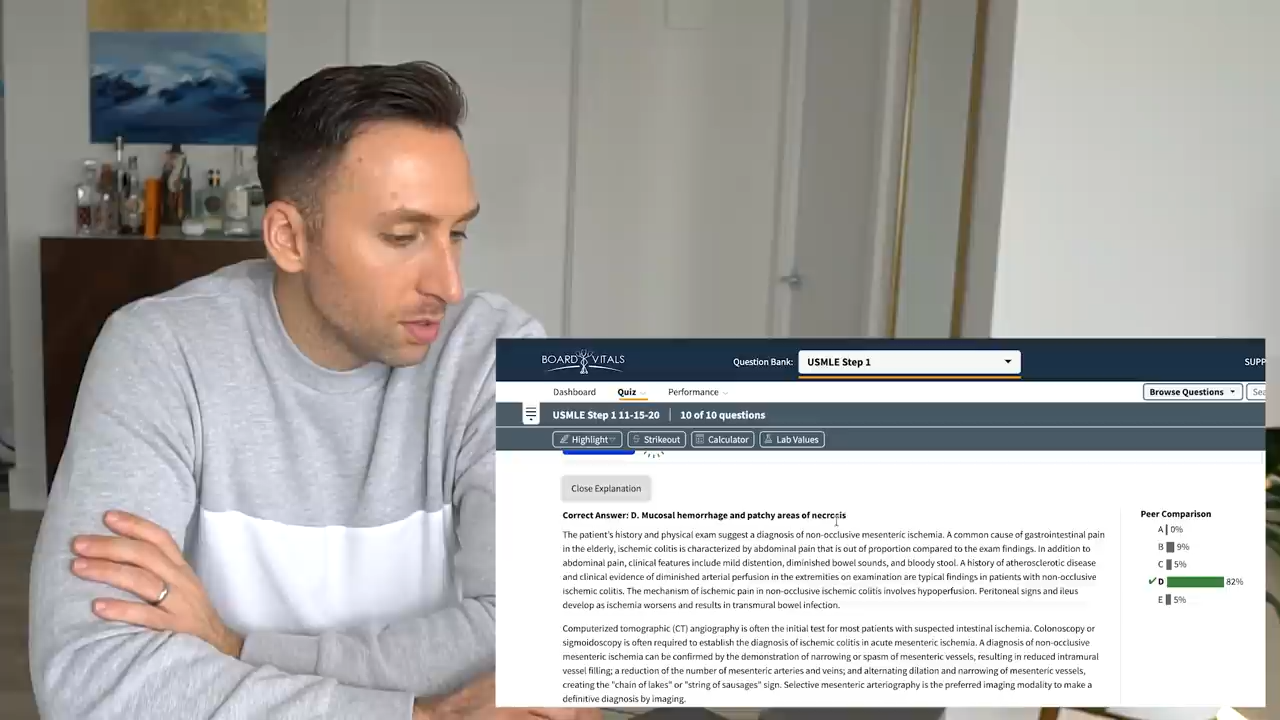 BOARD VITALS
Question Bank:
USMLE Step 1
SUPP
Dashboard
Quiz
Performance
Browse Questions
Sea
USMLE Step 1 11-15-20
10 of 10 questions
Highlight
Strikeout
Calculator
Lab Values
Close Explanation
Correct Answer: D. Mucosal hemorrhage and patchy areas of necrosis
The patient's history and physical exam suggest a diagnosis of non-occlusive mesenteric ischemia. A common cause of gastrointestinal pain
in the elderly, ischemic colitis is characterized by abdominal pain that is out of proportion compared to the exam findings. In addition to
abdominal pain, clinical features include mild distention, diminished bowel sounds, and bloody stool. A history of atherosclerotic disease
and clinical evidence of diminished arterial perfusion in the extremities on examination are typical findings in patients with non-occlusive
ischemic colitis. The mechanism of ischemic pain in non-occlusive ischemic colitis involves hypoperfusion. Peritoneal signs and ileus
develop as ischemia worsens and results in transmural bowel infection.
Computerized tomographic (CT) angiography is often the initial test for most patients with suspected intestinal ischemia. Colonoscopy or
sigmoidoscopy is often required to establish the diagnosis of ischemic colitis in acute mesenteric ischemia. A diagnosis of non-occlusive
mesenteric ischemia can be confirmed by the demonstration of narrowing or spasm of mesenteric vessels, resulting in reduced intramural
vessel filling; a reduction of the number of mesenteric arteries and veins; and alternating dilation and narrowing of mesenteric vessels,
creating the "chain of lakes" or "string of sausages" sign. Selective mesenteric arteriography is the preferred imaging modality to make a
definitive diagnosis by imaging.
Peer Comparison
A 0%
B 9%
C 5%
D 82%
E 5%